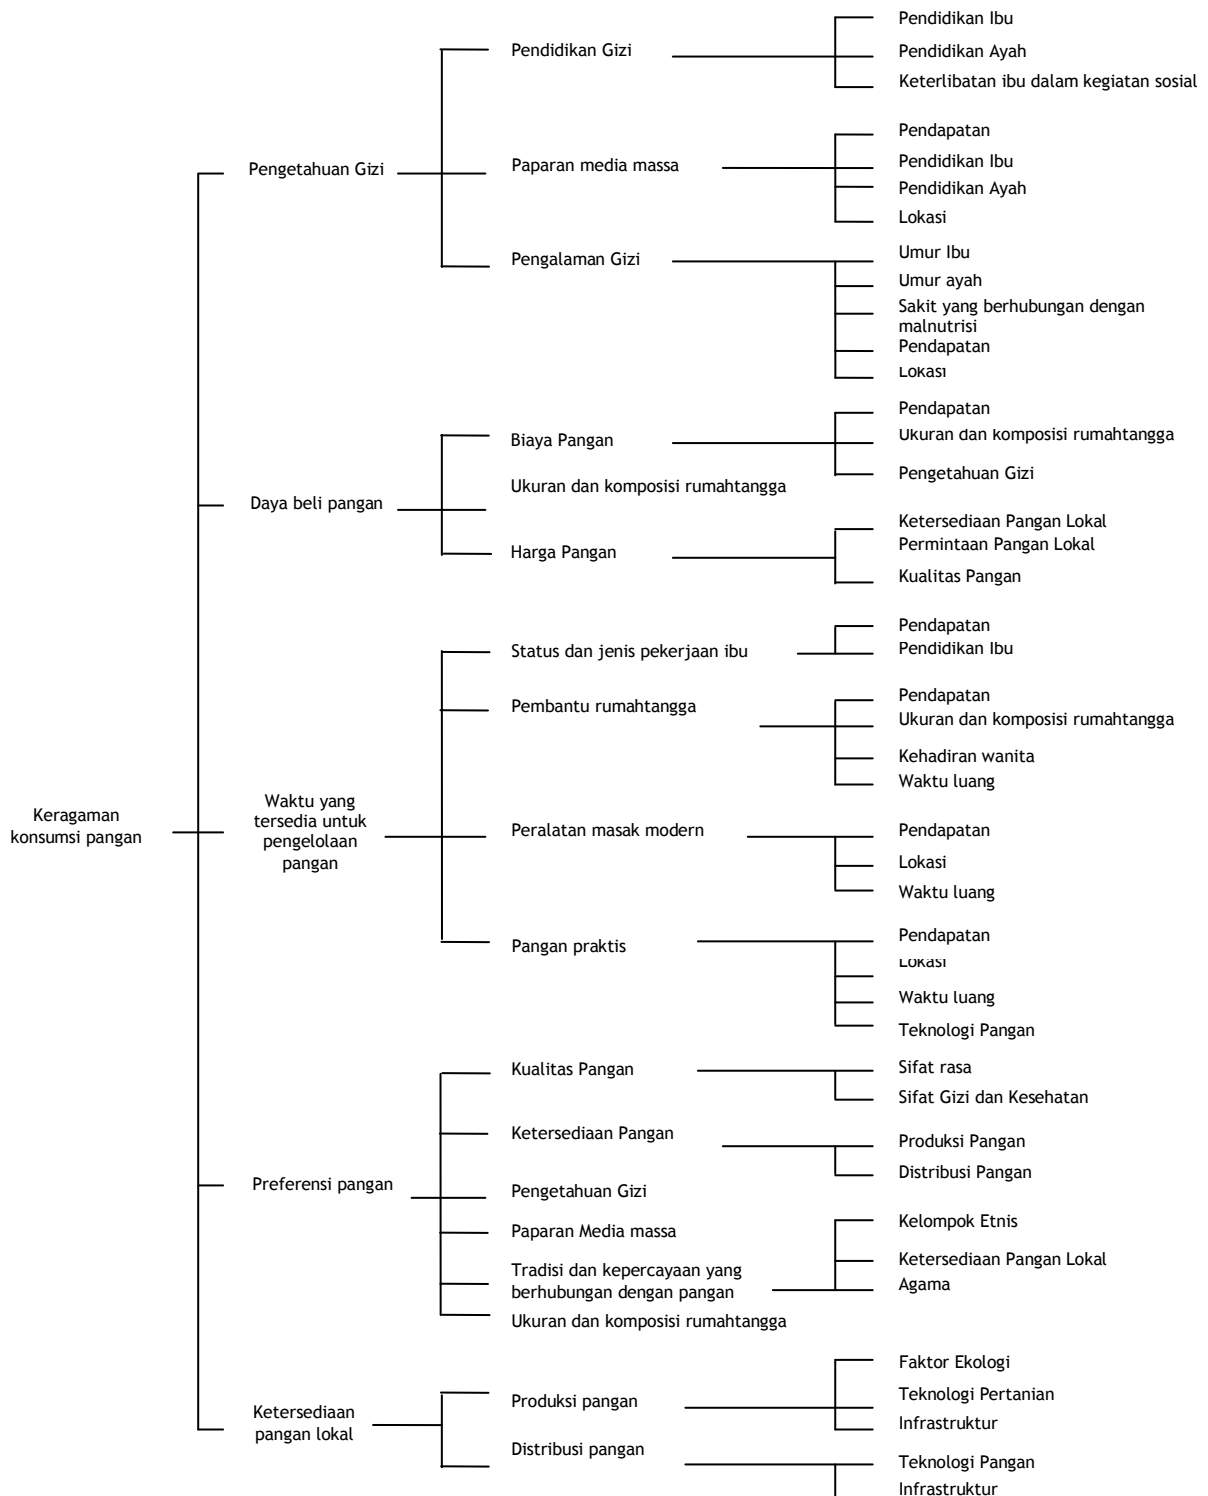 Keragaman
konsumsi pangan
Pengetahuan Gizi
Pendidikan Gizi
Pendidikan Ibu
Pendidikan Ayah
Keterlibatan ibu dalam kegiatan sosial
Paparan media massa
Pendapatan
Pendidikan Ibu
Pendidikan Ayah
Lokasi
Pengalaman Gizi
Umur Ibu
Umur ayah
Sakit yang berhubungan dengan
malnutrisi
Pendapatan
Lokasi
Daya beli pangan
Biaya Pangan
Pendapatan
Ukuran dan komposisi rumahtangga
Pengetahuan Gizi
Ukuran dan komposisi rumahtangga
Harga Pangan
Ketersediaan Pangan Lokal
Permintaan Pangan Lokal
Kualitas Pangan
Waktu yang
tersedia untuk
pengelolaan
pangan
Status dan jenis pekerjaan ibu
Pendapatan
Pendidikan Ibu
Pembantu rumahtangga
Pendapatan
Ukuran dan komposisi rumahtangga
Kehadiran wanita
Waktu luang
Peralatan masak modern
Pendapatan
Lokasi
Waktu luang
Pangan praktis
Pendapatan
Lokasi
Waktu luang
Teknologi Pangan
Preferensi pangan
Kualitas Pangan
Sifat rasa
Sifat Gizi dan Kesehatan
Ketersediaan Pangan
Produksi Pangan
Distribusi Pangan
Pengetahuan Gizi
Paparan Media massa
Tradisi dan kepercayaan yang
berhubungan dengan pangan
Kelompok Etnis
Ketersediaan Pangan Lokal
Agama
Ukuran dan komposisi rumahtangga
Ketersediaan
pangan lokal
Produksi pangan
Faktor Ekologi
Teknologi Pertanian
Infrastruktur
Distribusi pangan
Teknologi Pangan
Infrastruktur